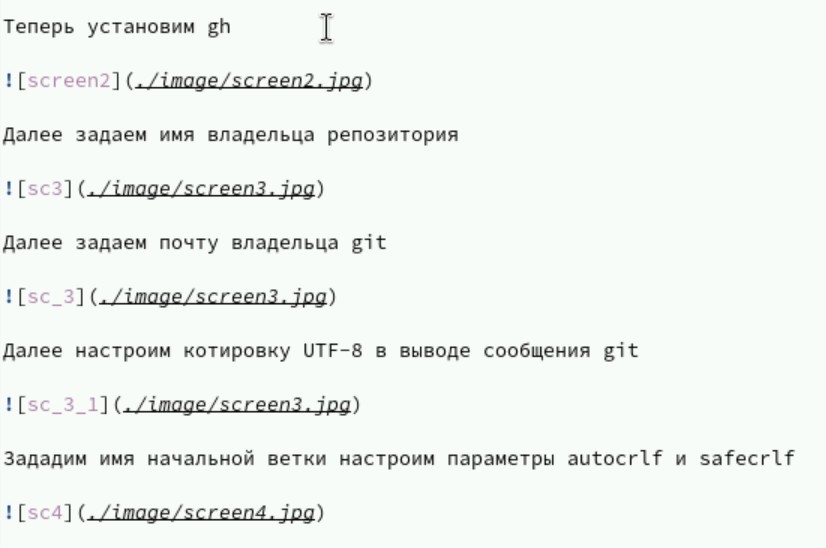 Теперь установим gh
![screen2](./image/screen2.jpg)
Далее задаем имя владельца репозитория
![sc3](./image/screen3.jpg)
Далее задаем почту владельца git
![sc_3](./image/screen3.jpg)
Далее настроим котировку UTF-8 в выводе сообщения git
![sc_3_1](./image/screen3.jpg)
Зададим имя начальной ветки настроим параметры autocrlf и safecrlf
![sc4](./image/screen4.jpg)